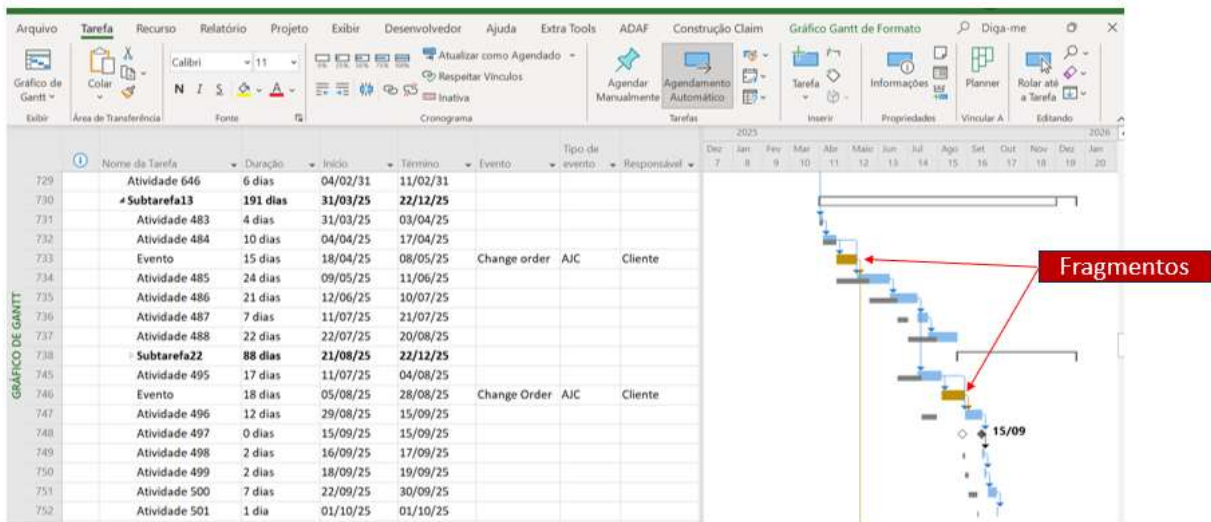 Arquivo Tarefa Recurso Relatório Projeto Exibir Desenvolvedor Ajuda Extra Tools ADAF Construção Claim Gráfico Gantt de Formato Diga-me
Gráfico de Gantt
Colar
Calibri 11
N I S A
Atualizar como Agendado
Respeitar Vínculos
Inativa
Agendar Manualmente
Agendamento Automático
Tarefa
Informações
Planner
Rolar até a Tarefa
Exibir Área de Transferência Fonte Cronograma Tarefas Inserir Propriedades Vincular A Editando
2025 2026
Nome da Tarefa Duração Início Término Evento Tipo de evento Responsável
Dez Jan Fev Mar Abr Maio Jun Jul Ago Set Out Nov Dez Jan
7 8 9 10 11 12 13 14 15 16 17 18 19 20
729 Atividade 646 6 dias 04/02/31 11/02/31
730 Subtarefa13 191 dias 31/03/25 22/12/25
731 Atividade 483 4 dias 31/03/25 03/04/25
732 Atividade 484 10 dias 04/04/25 17/04/25
733 Evento 15 dias 18/04/25 08/05/25 Change order AJC Cliente
734 Atividade 485 24 dias 09/05/25 11/06/25
735 Atividade 486 21 dias 12/06/25 10/07/25
736 Atividade 487 7 dias 11/07/25 21/07/25
737 Atividade 488 22 dias 22/07/25 20/08/25
738 Subtarefa22 88 dias 21/08/25 22/12/25
745 Atividade 495 17 dias 11/07/25 04/08/25
746 Evento 18 dias 05/08/25 28/08/25 Change Order AJC Cliente
747 Atividade 496 12 dias 29/08/25 15/09/25
748 Atividade 497 0 dias 15/09/25 15/09/25 15/09
749 Atividade 498 2 dias 16/09/25 17/09/25
750 Atividade 499 2 dias 18/09/25 19/09/25
751 Atividade 500 7 dias 22/09/25 30/09/25
752 Atividade 501 1 dia 01/10/25 01/10/25
GRÁFICO DE GANTT
Fragmentos